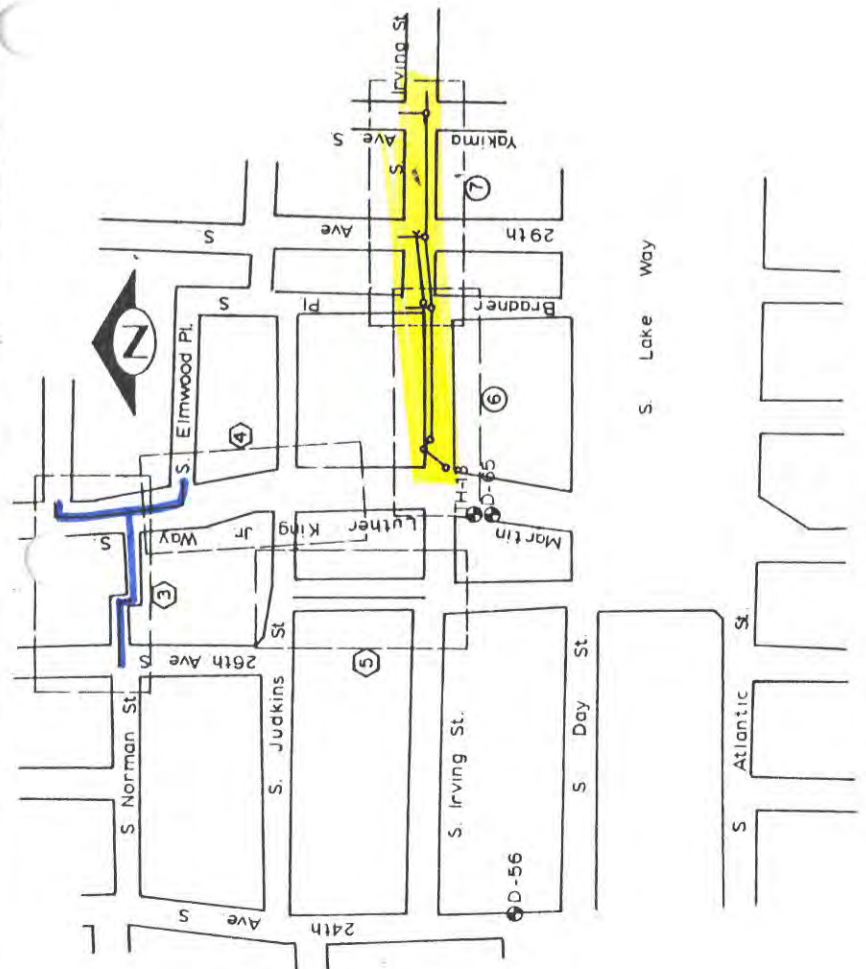 S. Irving St
Yakima Ave S.
7
29th Ave S
Bradner Pl S
6
S. Lake Way
N
S. Elmwood Pl.
4
TH-18
D-65
Martin Luther King Jr Way S.
3
26th Ave S
5
S Norman St
S. Judkins St
S. Irving St.
S Day St.
S Atlantic St.
24th Ave S
D-56